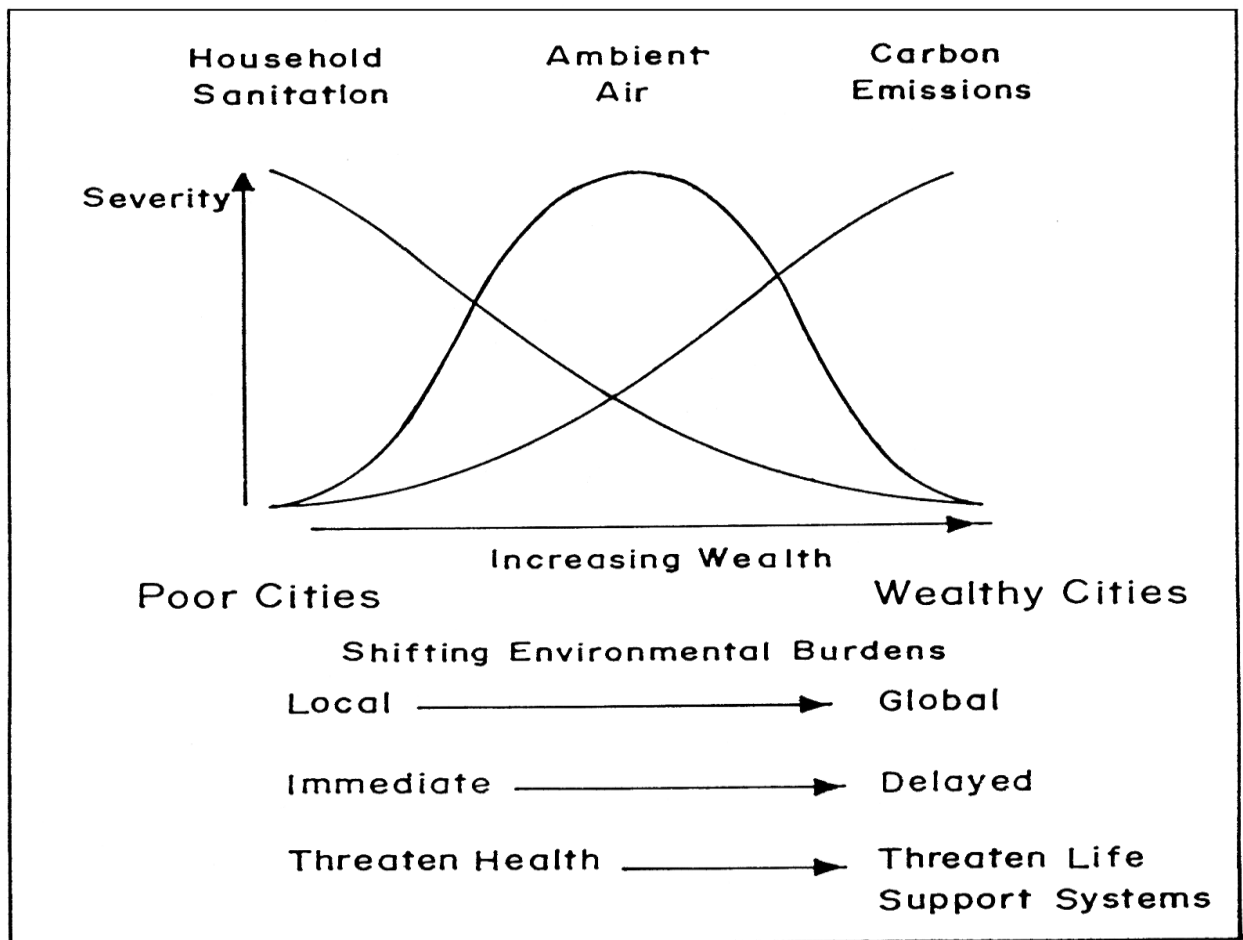 Household
Sanitation
Ambient
Air
Carbon
Emissions
Severity
Increasing Wealth
Poor Cities
Wealthy Cities
Shifting Environmental Burdens
Local
Global
Immediate
Delayed
Threaten Health
Threaten Life
Support Systems